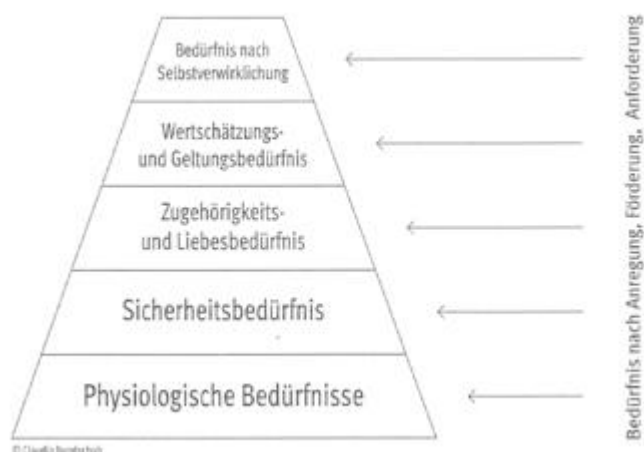 Bedürfnis nach
Selbstverwirklichung
Wertschätzungs-
und Geltungsbedürfnis
Zugehörigkeits-
und Liebesbedürfnis
Sicherheitsbedürfnis
Physiologische Bedürfnisse
Bedürfnis nach Anregung, Förderung, Anforderung